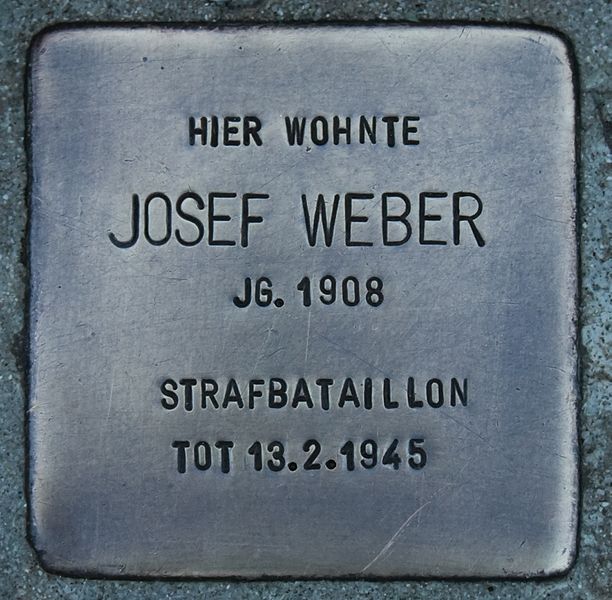 HIER WOHNTE
JOSEF WEBER
JG. 1908
STRAFBATAILLON
TOT 13.2.1945